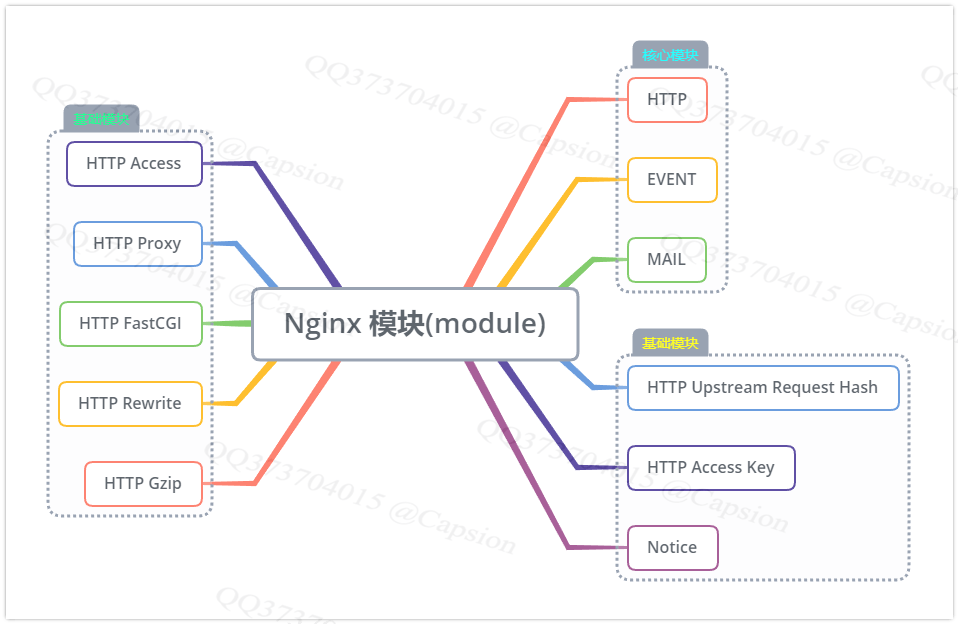 核心模块
HTTP
EVENT
MAIL
基础模块
HTTP Access
HTTP Proxy
HTTP FastCGI
HTTP Rewrite
HTTP Gzip
Nginx 模块(module)
基础模块
HTTP Upstream Request Hash
HTTP Access Key
Notice
QQ373704015 @Capsion
QQ373704015 @Capsion
QQ373704015 @Capsion
QQ373704015 @Capsion
QQ373704015 @Capsion
QQ373704015 @Capsion
QQ373704015 @Capsion